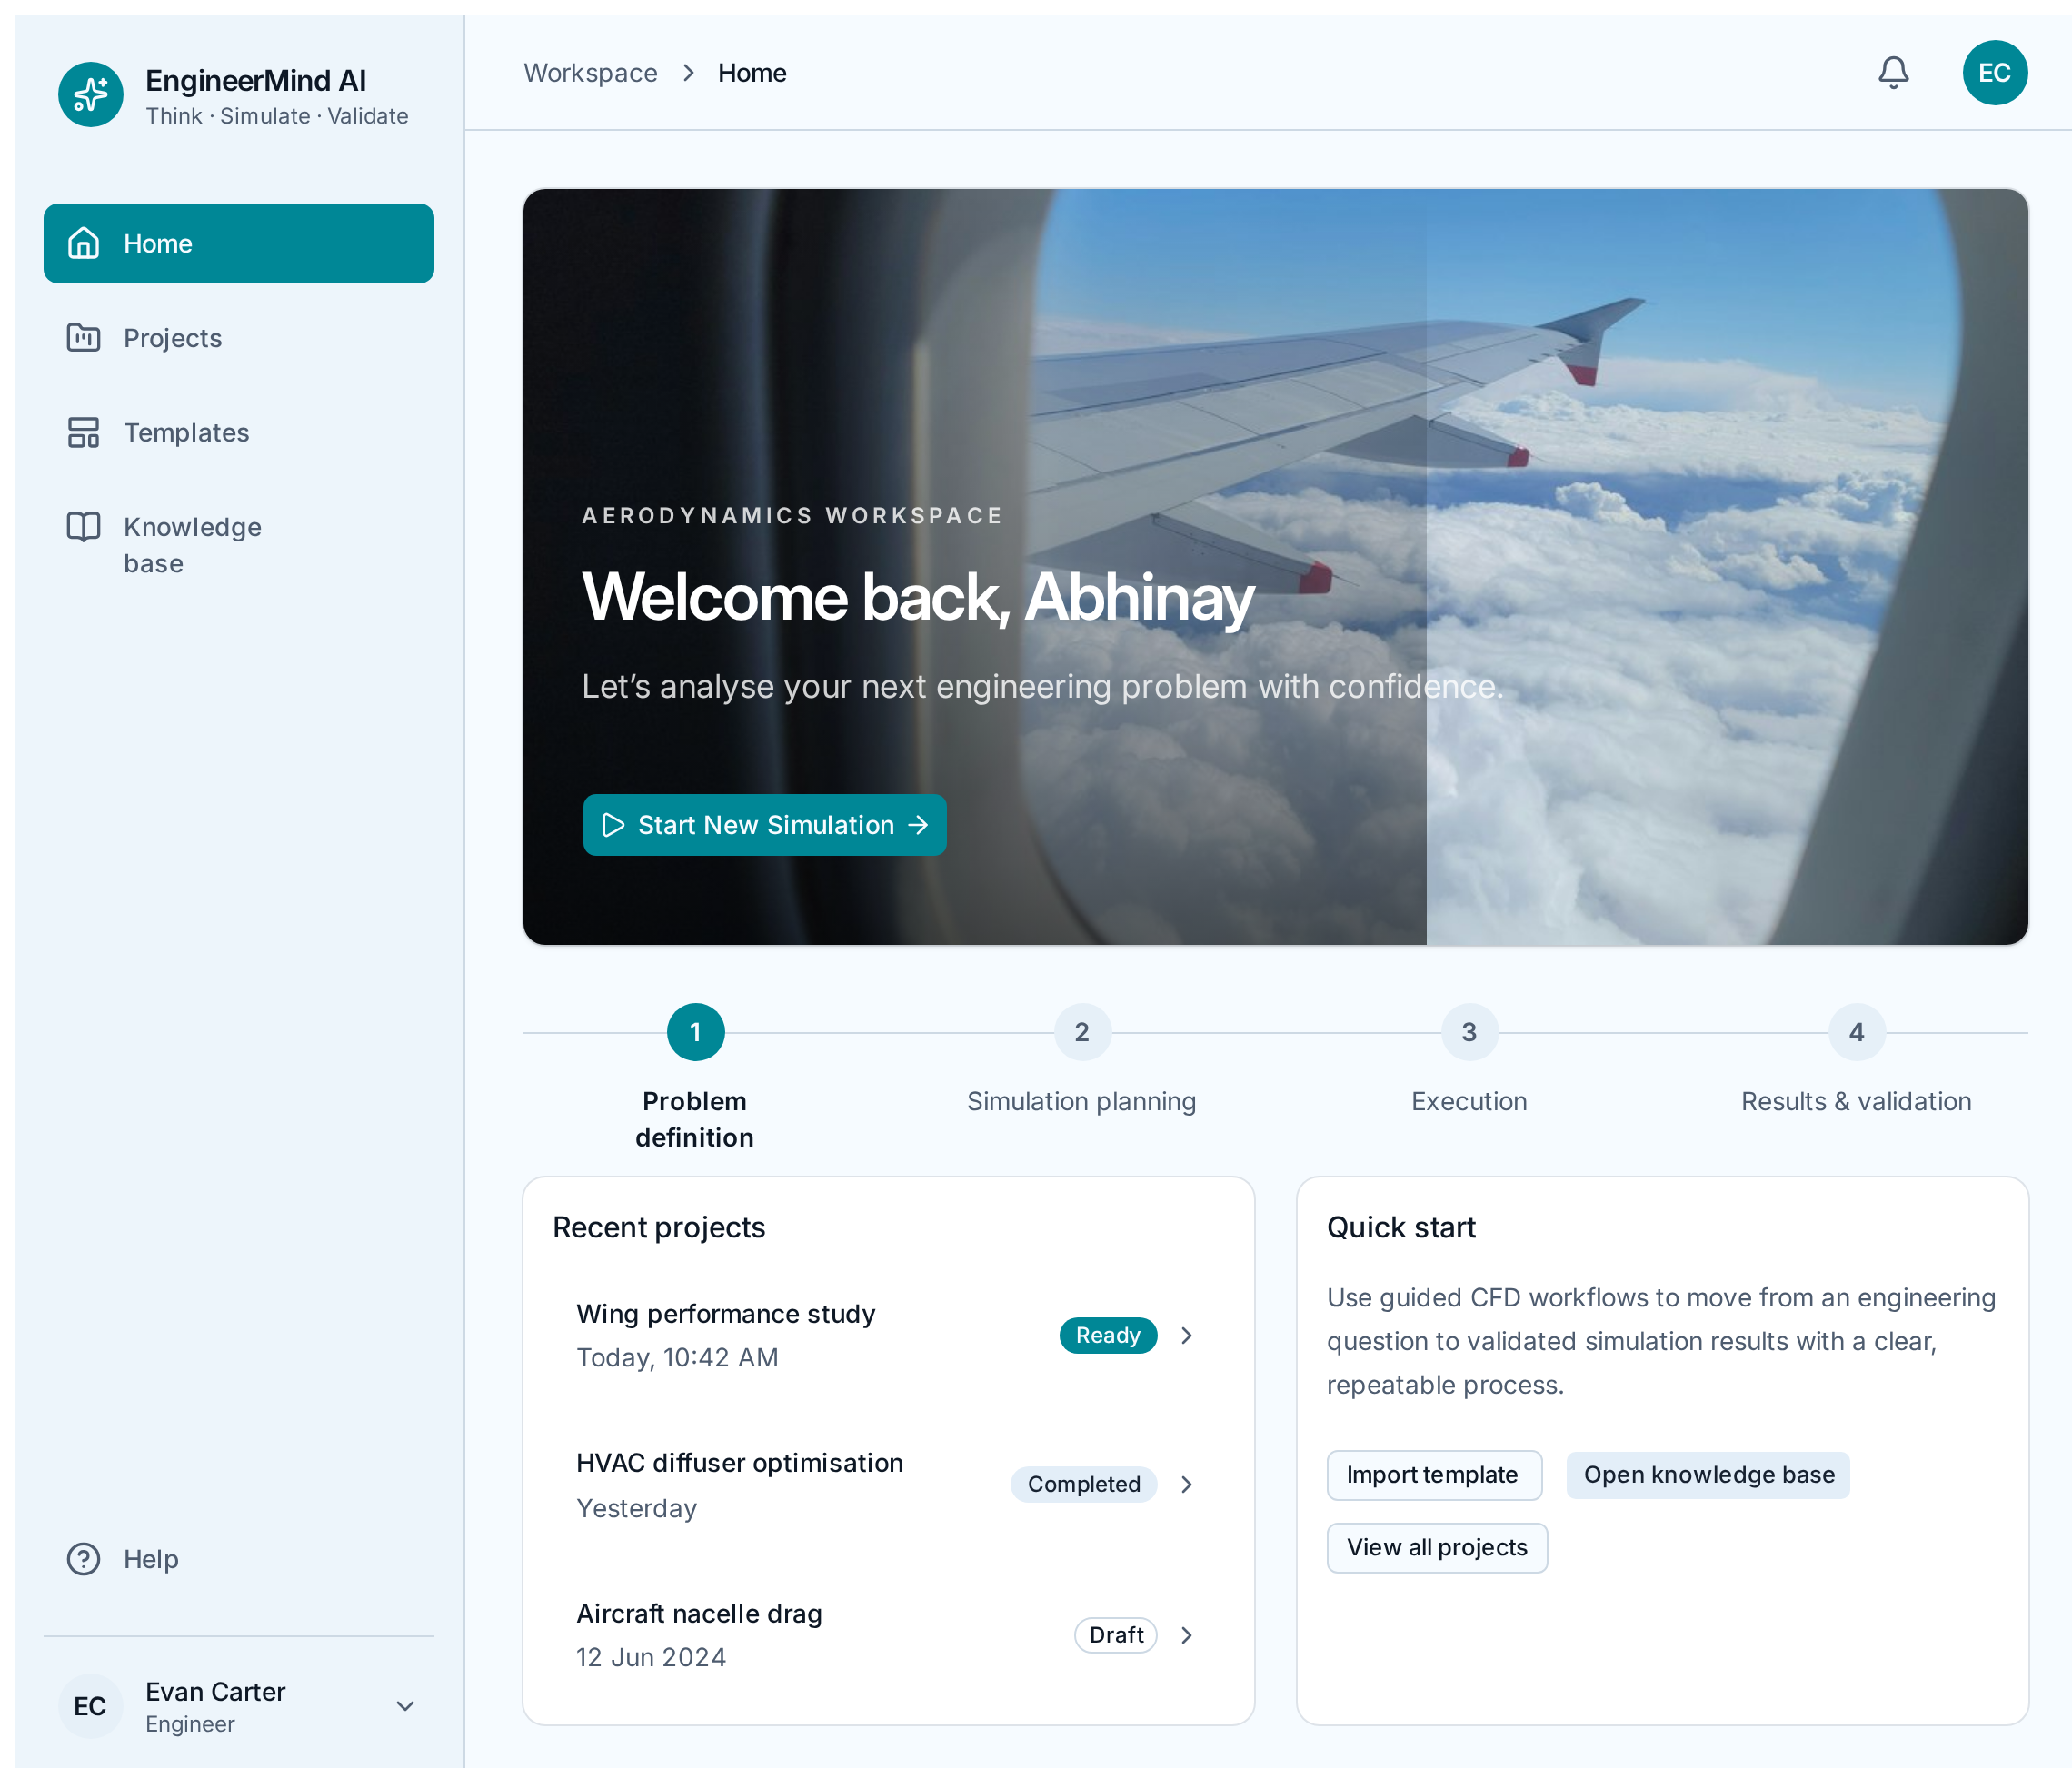 EngineerMind AI
Think · Simulate · Validate
Home
Projects
Templates
Knowledge
base
Help
EC
Evan Carter
Engineer
Workspace
Home
EC
AERODYNAMICS WORKSPACE
Welcome back, Abhinay
Let’s analyse your next engineering problem with confidence.
Start New Simulation
1
Problem
definition
2
Simulation planning
3
Execution
4
Results & validation
Recent projects
Wing performance study
Today, 10:42 AM
Ready
HVAC diffuser optimisation
Yesterday
Completed
Aircraft nacelle drag
12 Jun 2024
Draft
Quick start
Use guided CFD workflows to move from an engineering
question to validated simulation results with a clear,
repeatable process.
Import template
Open knowledge base
View all projects